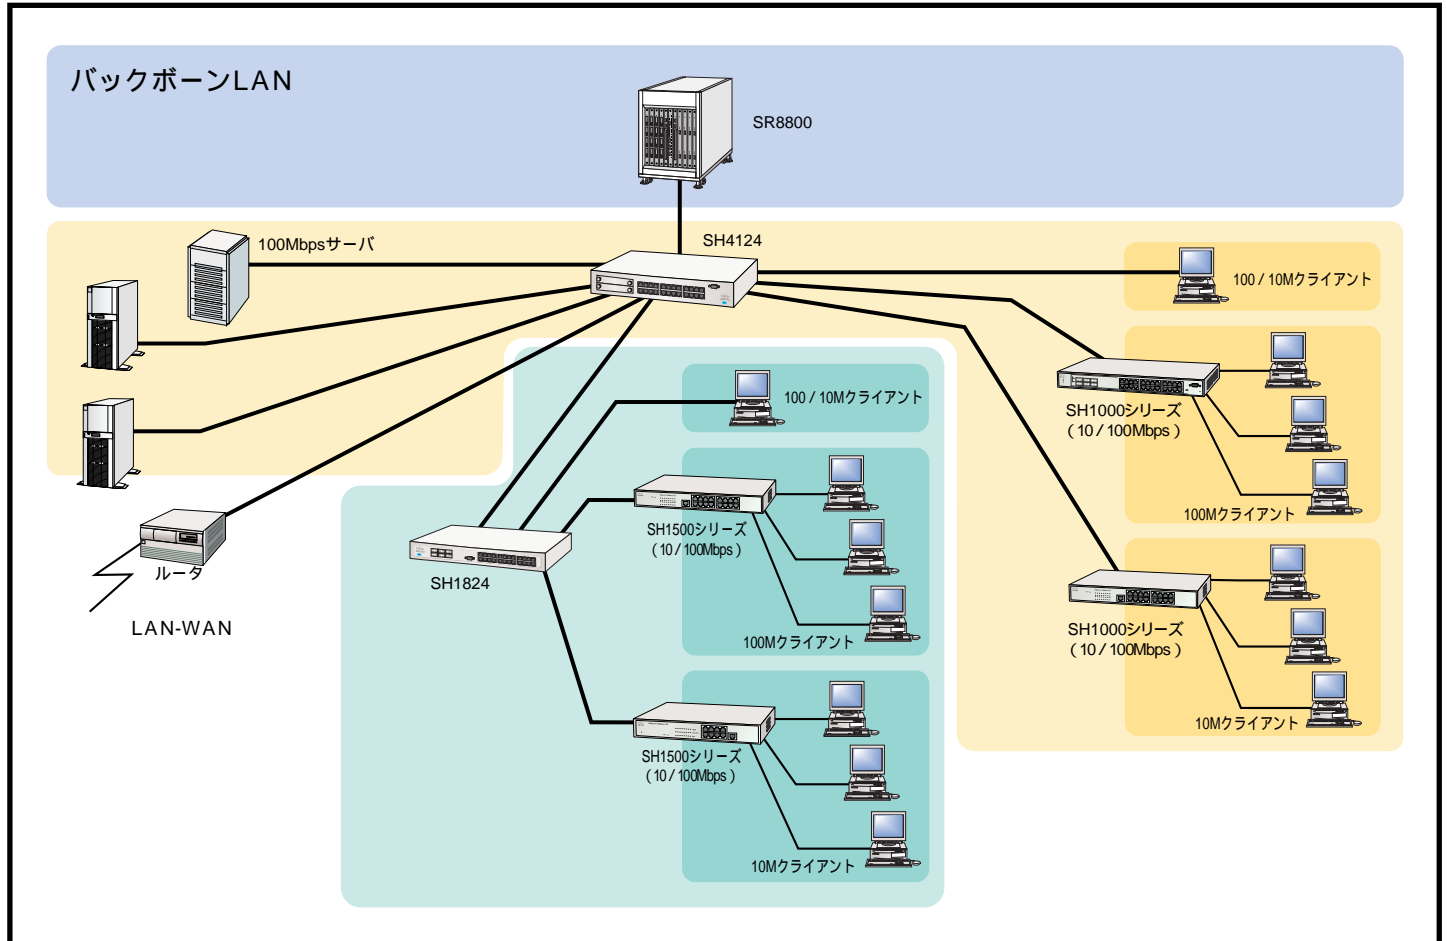 バックボーンLAN
SR8800
100Mbpsサーバ
SH4124
100 / 10Mクライアント
100 / 10Mクライアント
SH1000シリーズ
( 10 / 100Mbps )
100Mクライアント
SH1500シリーズ
( 10 / 100Mbps )
SH1824
ルータ
LAN-WAN
100Mクライアント
SH1000シリーズ
( 10 / 100Mbps )
10Mクライアント
SH1500シリーズ
( 10 / 100Mbps )
10Mクライアント